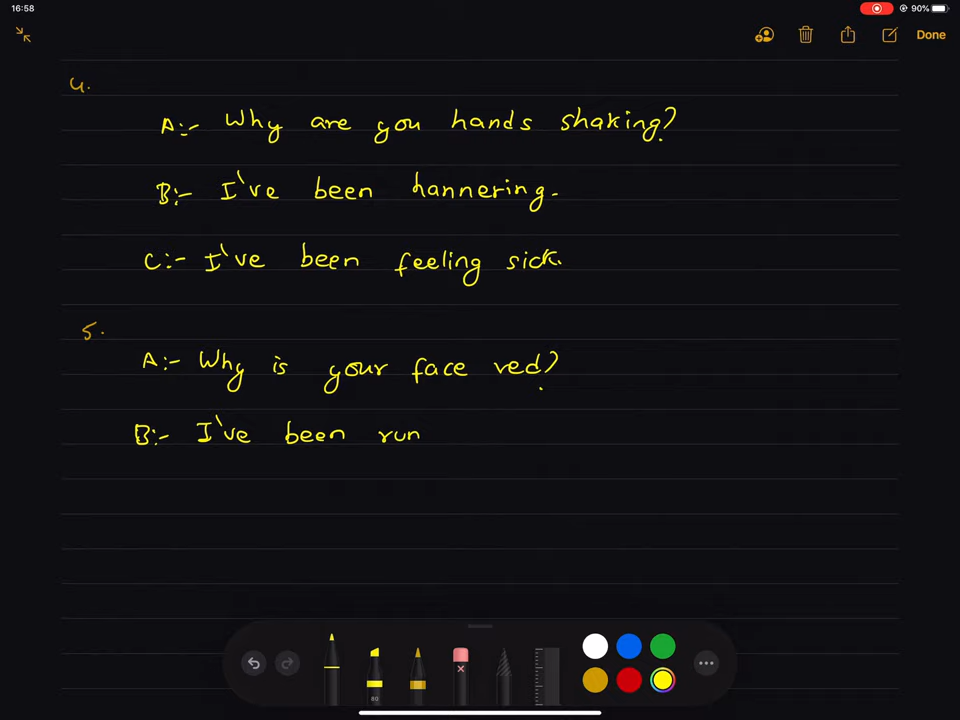 16:58
90%
Done
4.
A:- Why are you hands shaking?
B:- I've been hannering.
C:- I've been feeling sick.
5.
A:- Why is your face red?
B:- I've been run
80